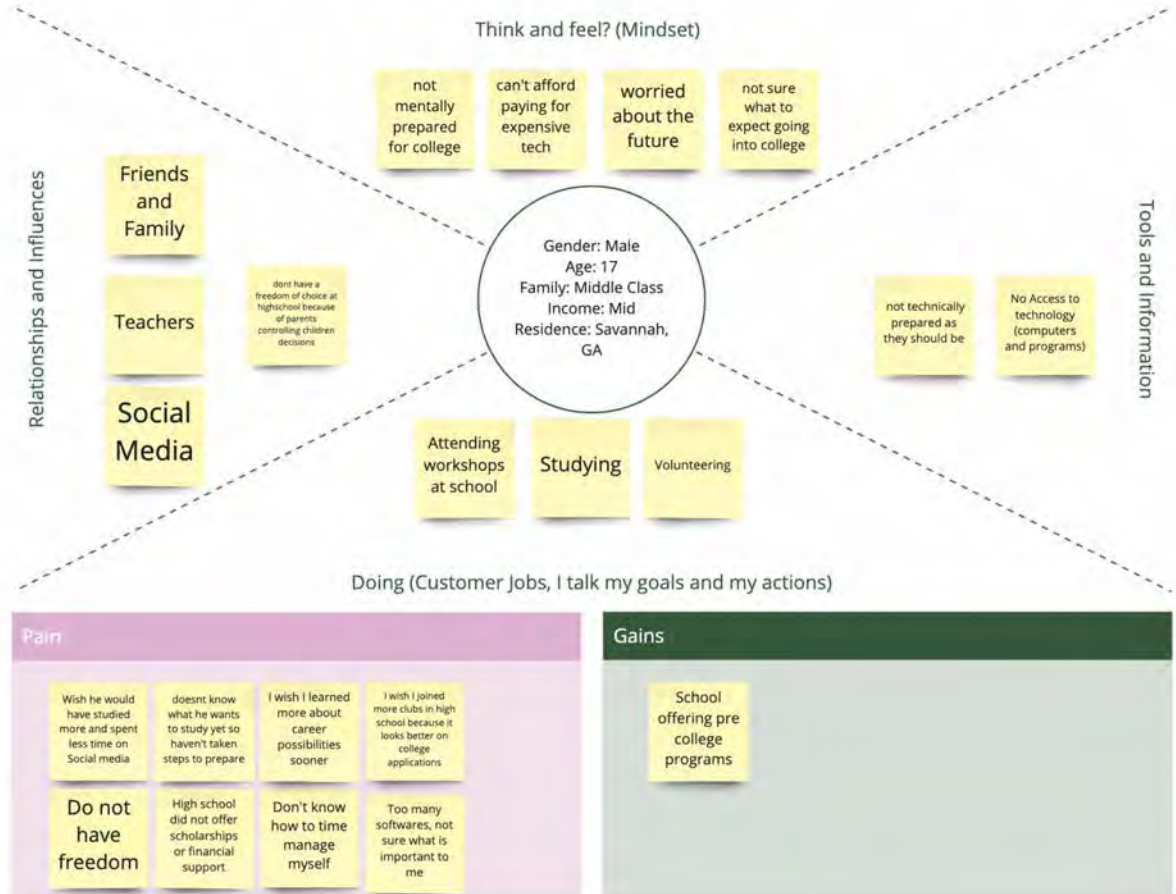 Think and feel? (Mindset)
not
mentally
prepared
for college
can't afford
paying for
expensive
tech
worried
about the
future
not sure
what to
expect going
into college
Relationships and Influences
Friends
and
Family
Teachers
Social
Media
dont have a
freedom of choice at
highschool because
of parents
controlling children
decisions
Gender: Male
Age: 17
Family: Middle Class
Income: Mid
Residence: Savannah,
GA
Tools and Information
not technically
prepared as
they should be
No Access to
technology
(computers
and programs)
Attending
workshops
at school
Studying
Volunteering
Doing (Customer Jobs, I talk my goals and my actions)
Pain
Wish he would
have studied
more and spent
less time on
Social media
doesnt know
what he wants
to study yet so
haven't taken
steps to prepare
I wish I learned
more about
career
possibilities
sooner
I wish I joined
more clubs in high
school because it
looks better on
college
applications
Do not
have
freedom
High school
did not offer
scholarships
or financial
support
Don't know
how to time
manage
myself
Too many
softwares, not
sure what is
important to
me
Gains
School
offering pre
college
programs